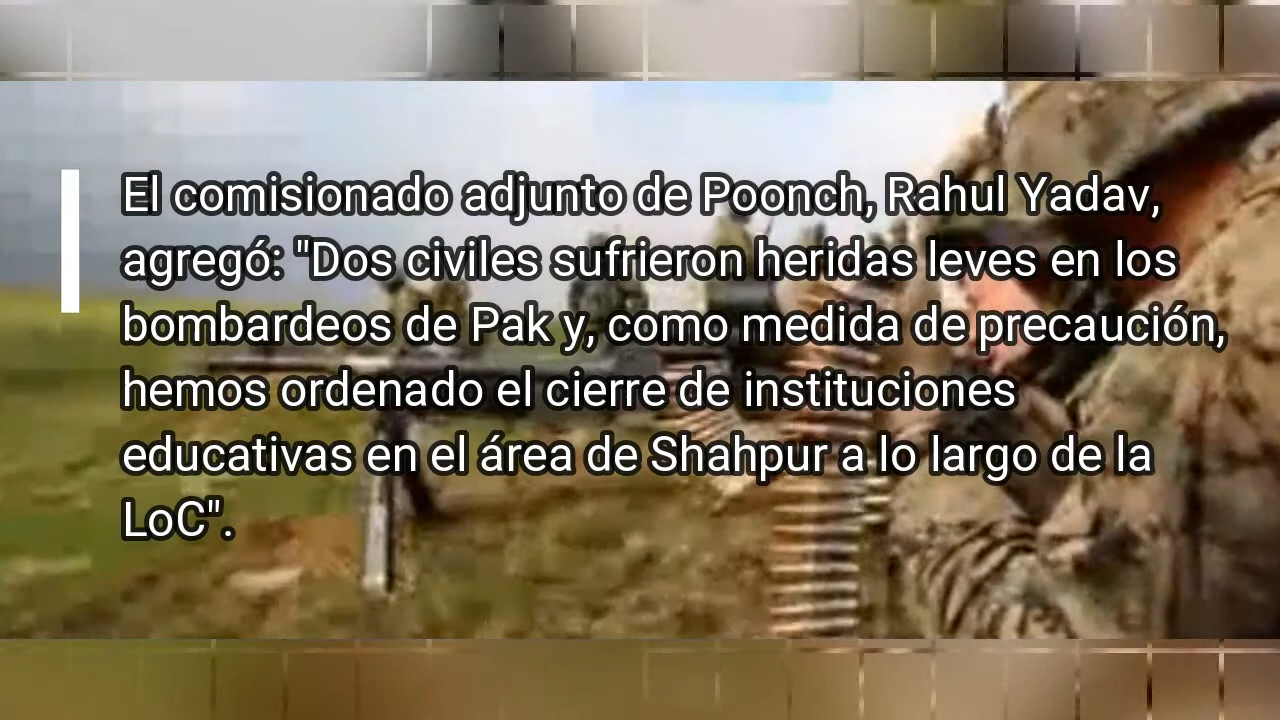 El comisionado adjunto de Poonch, Rahul Yadav,
agregó: "Dos civiles sufrieron heridas leves en los
bombardeos de Pak y, como medida de precaución,
hemos ordenado el cierre de instituciones
educativas en el área de Shahpur a lo largo de la
LoC".